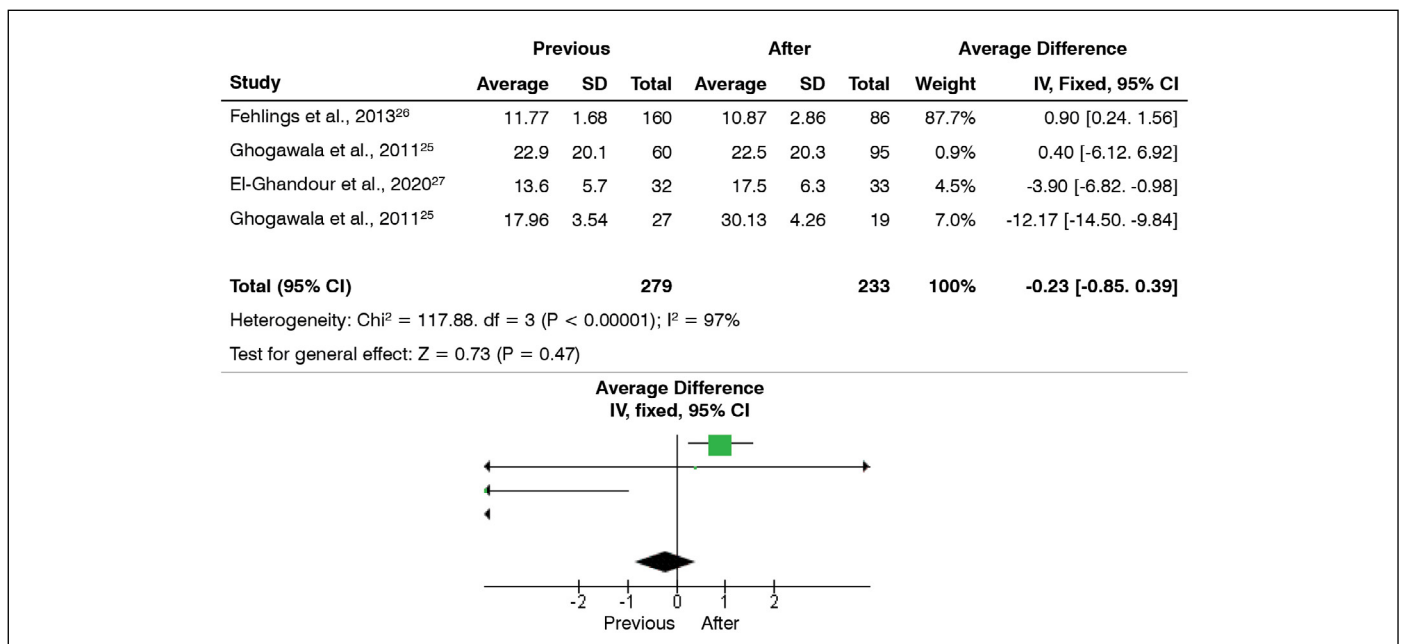 Previous After Average Difference
Study Average SD Total Average SD Total Weight IV, Fixed, 95% CI
Fehlings et al., 2013²⁶ 11.77 1.68 160 10.87 2.86 86 87.7% 0.90 [0.24. 1.56]
Ghogawala et al., 2011²⁵ 22.9 20.1 60 22.5 20.3 95 0.9% 0.40 [-6.12. 6.92]
El-Ghandour et al., 2020²⁷ 13.6 5.7 32 17.5 6.3 33 4.5% -3.90 [-6.82. -0.98]
Ghogawala et al., 2011²⁵ 17.96 3.54 27 30.13 4.26 19 7.0% -12.17 [-14.50. -9.84]
Total (95% CI) 279 233 100% -0.23 [-0.85. 0.39]
Heterogeneity: Chi² = 117.88. df = 3 (P < 0.00001); I² = 97%
Test for general effect: Z = 0.73 (P = 0.47)
Average Difference
IV, fixed, 95% CI
-2 -1 0 1 2
Previous After